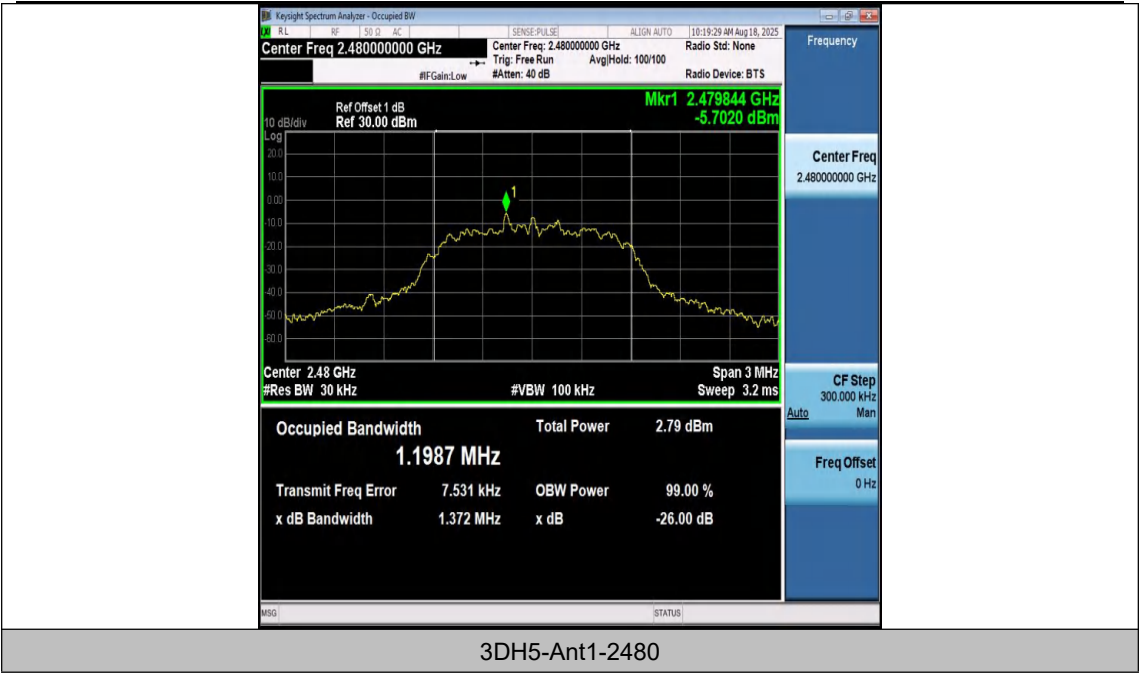 Keysight Spectrum Analyzer - Occupied BW
RL RF 50 Ω AC SENSE:PULSE ALIGN AUTO 10:19:29 AM Aug 18, 2025
Center Freq 2.480000000 GHz
Center Freq: 2.480000000 GHz Radio Std: None
Trig: Free Run Avg|Hold: 100/100
#IFGain:Low #Atten: 40 dB Radio Device: BTS
Mkr1 2.479844 GHz
-5.7020 dBm
Ref Offset 1 dB
10 dB/div Ref 30.00 dBm
Log
20.0
10.0
0.00
-10.0
-20.0
-30.0
-40.0
-50.0
-60.0
1
Center 2.48 GHz Span 3 MHz
#Res BW 30 kHz #VBW 100 kHz Sweep 3.2 ms
Occupied Bandwidth Total Power 2.79 dBm
1.1987 MHz
Transmit Freq Error 7.531 kHz OBW Power 99.00 %
x dB Bandwidth 1.372 MHz x dB -26.00 dB
MSG STATUS
Frequency
Center Freq
2.480000000 GHz
CF Step
300.000 kHz
Auto Man
Freq Offset
0 Hz
3DH5-Ant1-2480